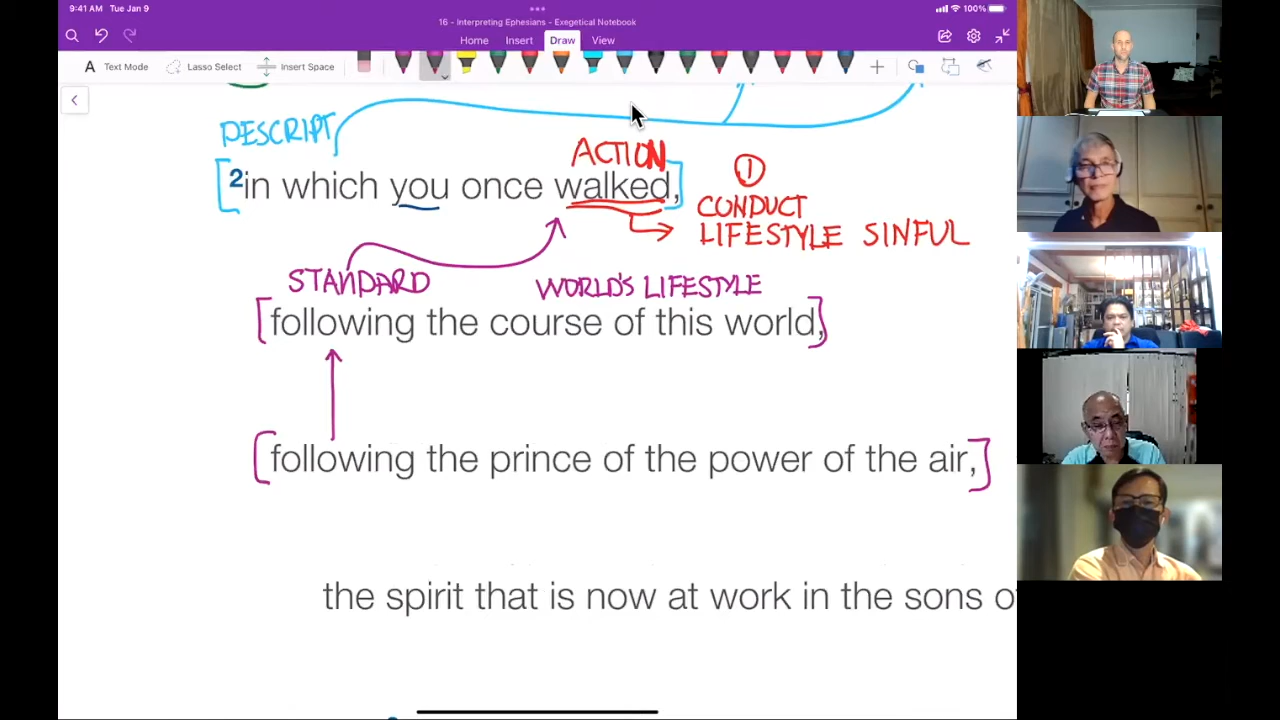 9:41 AM Tue Jan 9
100%
16 - Interpreting Ephesians - Exegetical Notebook
Home Insert Draw View
A Text Mode Lasso Select Insert Space
DESCRIPT
ACTION
1
2in which you once walked,
CONDUCT
LIFESTYLE SINFUL
STANDARD WORLD'S LIFESTYLE
following the course of this world,
following the prince of the power of the air,
the spirit that is now at work in the sons